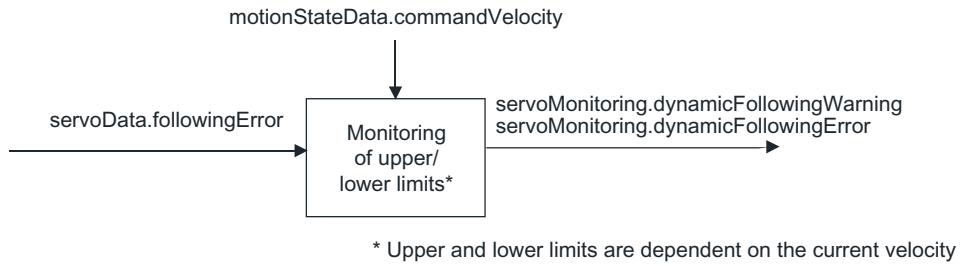 motionStateData.commandVelocity
servoData.followingError
Monitoring
of upper/
lower limits*
servoMonitoring.dynamicFollowingWarning
servoMonitoring.dynamicFollowingError
* Upper and lower limits are dependent on the current velocity